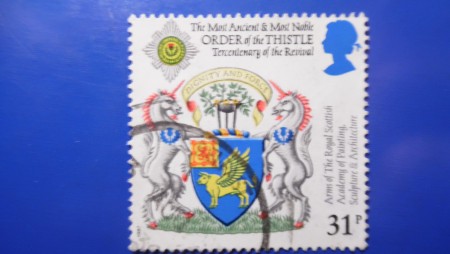 The Most Ancient & Most Noble
ORDER of the THISTLE
Tercentenary of the Revival
DIGNITY AND FORCE
Arms of The Royal Scottish
Academy of Painting,
Sculpture & Architecture
31P